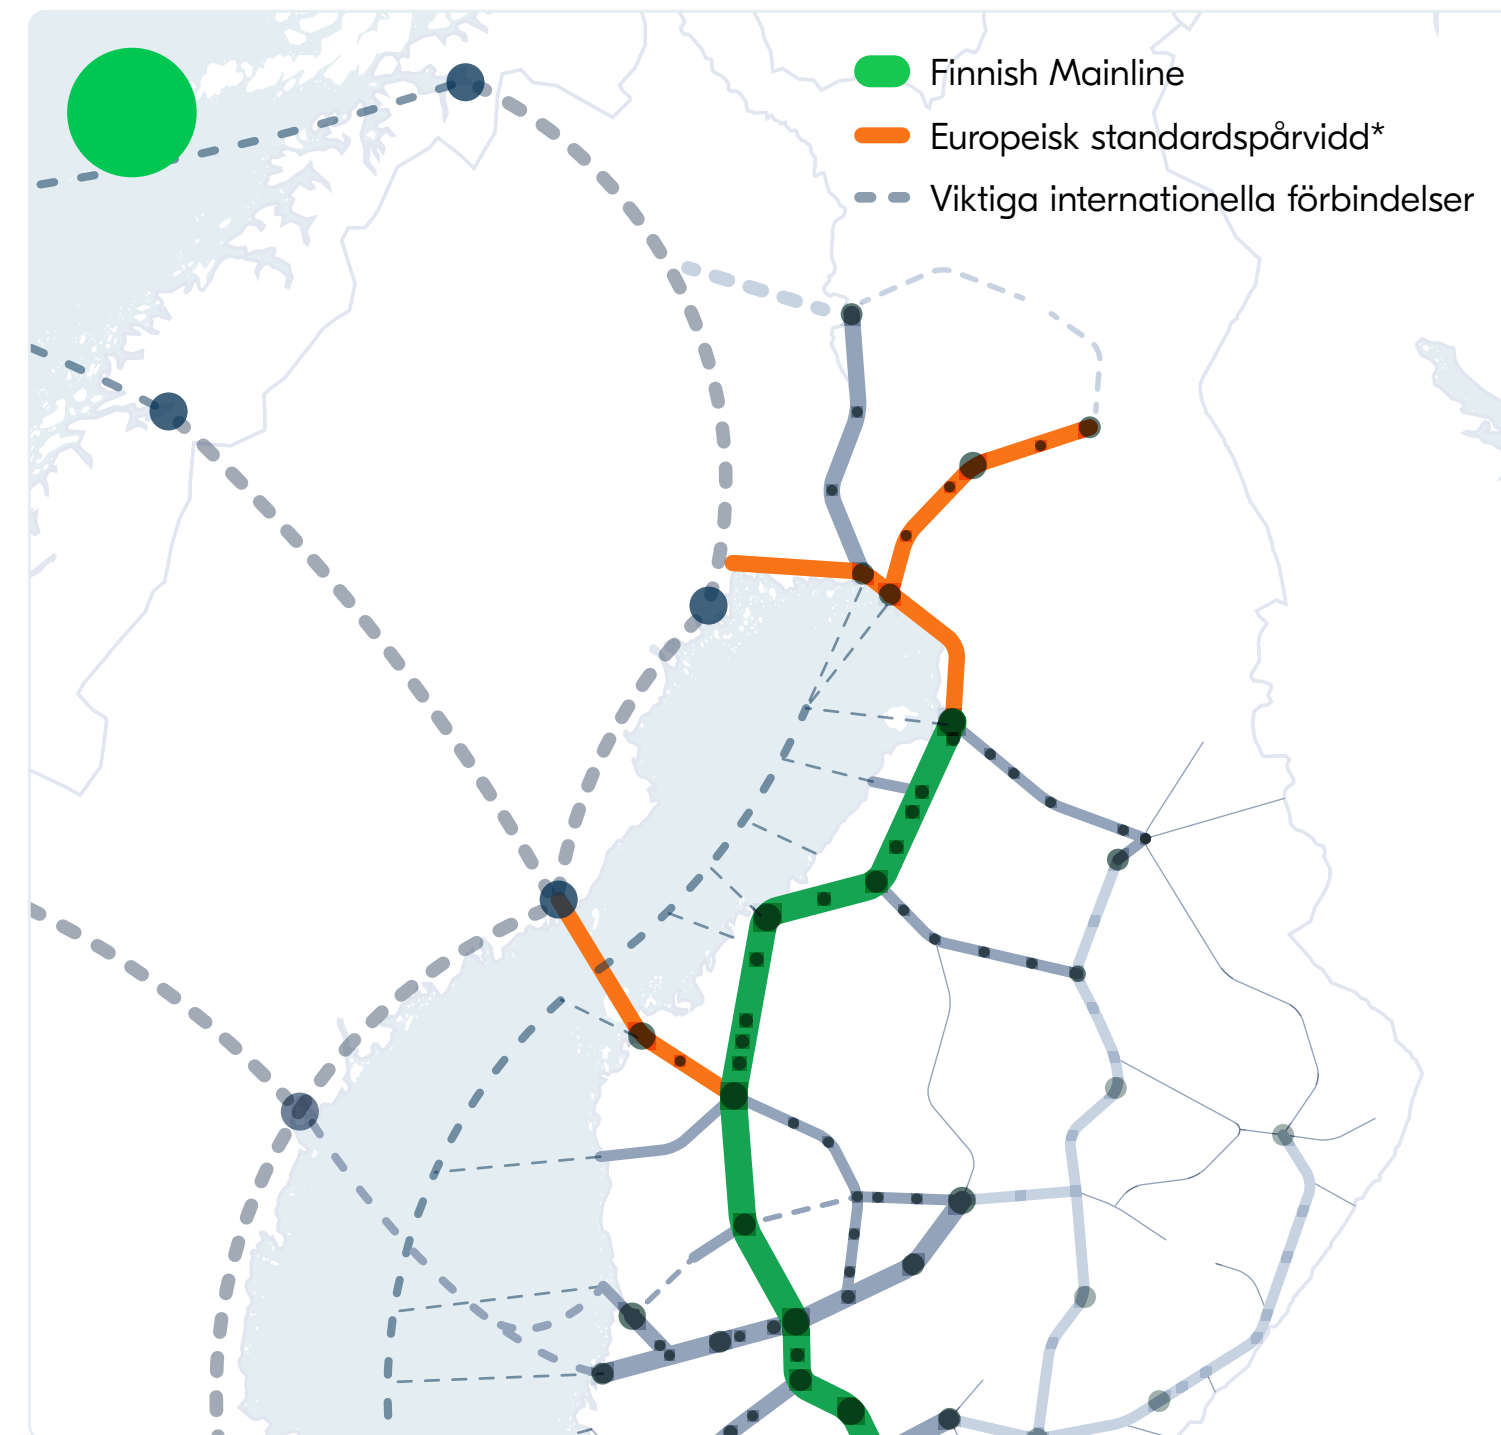 Finnish Mainline
Europeisk standardspårvidd*
Viktiga internationella förbindelser